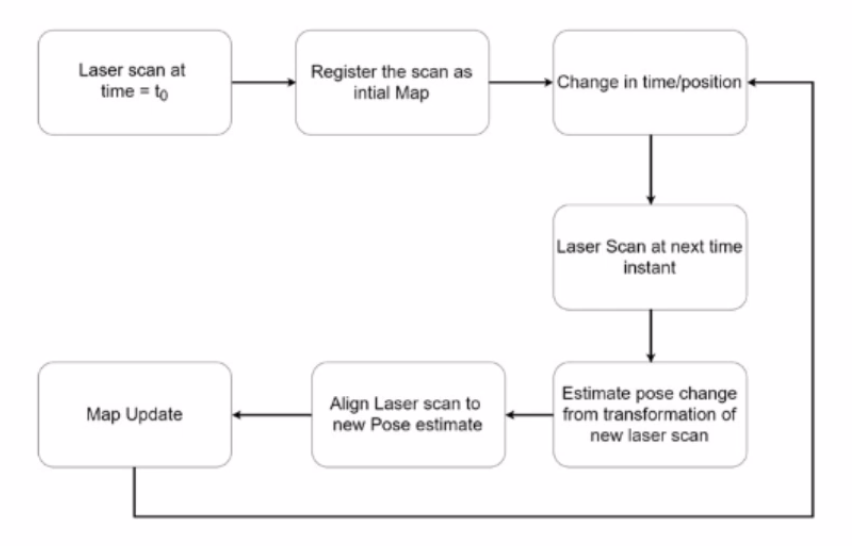 Laser scan at
time = t₀
Register the scan as
intial Map
Change in time/position
Laser Scan at next time
instant
Estimate pose change
from transformation of
new laser scan
Align Laser scan to
new Pose estimate
Map Update